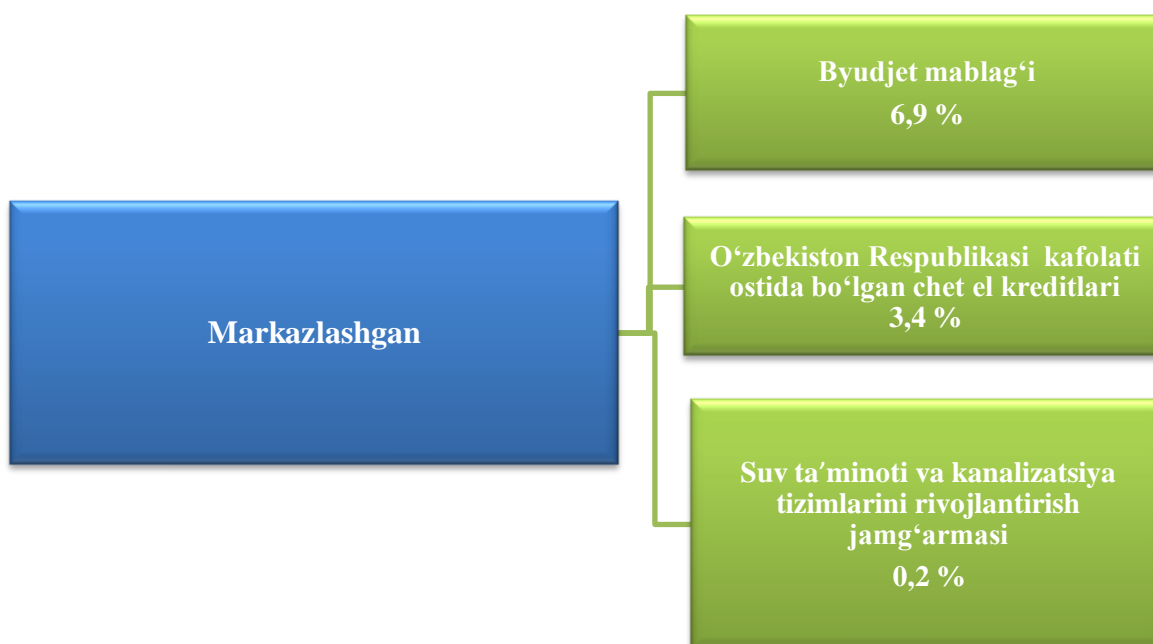 Markazlashgan
Byudjet mablag‘i
6,9 %
O‘zbekiston Respublikasi kafolati
ostida bo‘lgan chet el kreditlari
3,4 %
Suv ta’minoti va kanalizatsiya
tizimlarini rivojlantirish
jamg‘armasi
0,2 %